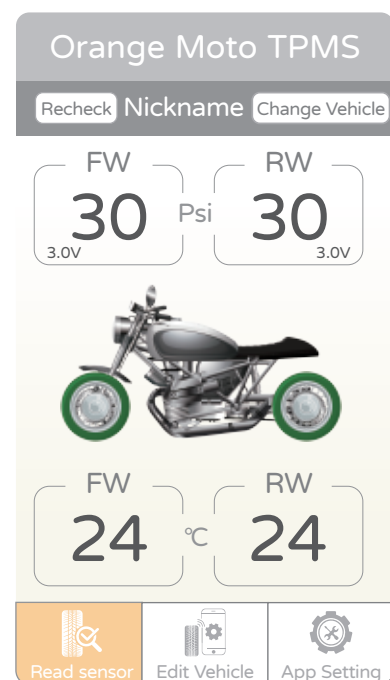 Orange Moto TPMS
Recheck Nickname Change Vehicle
FW RW
30 Psi 30
3.0V 3.0V
FW RW
24 °C 24
Read sensor Edit Vehicle App Setting